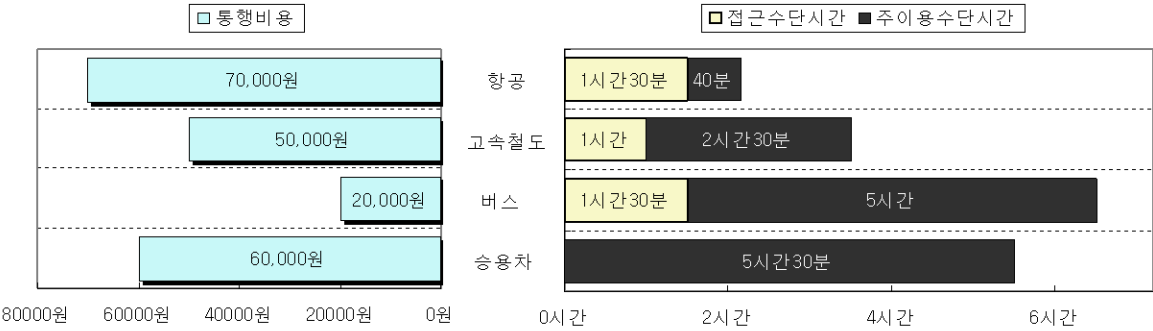 통행비용
접근수단시간 주이용수단시간
70,000원 항공 1시간30분 40분
50,000원 고속철도 1시간 2시간30분
20,000원 버스 1시간30분 5시간
60,000원 승용차 5시간30분
80000원 60000원 40000원 20000원 0원 0시간 2시간 4시간 6시간